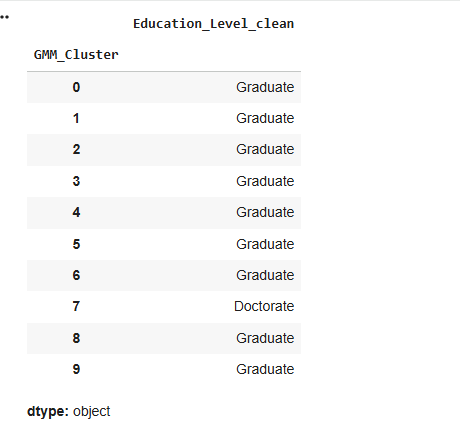 Education_Level_clean
GMM_Cluster
0 Graduate
1 Graduate
2 Graduate
3 Graduate
4 Graduate
5 Graduate
6 Graduate
7 Doctorate
8 Graduate
9 Graduate
dtype: object